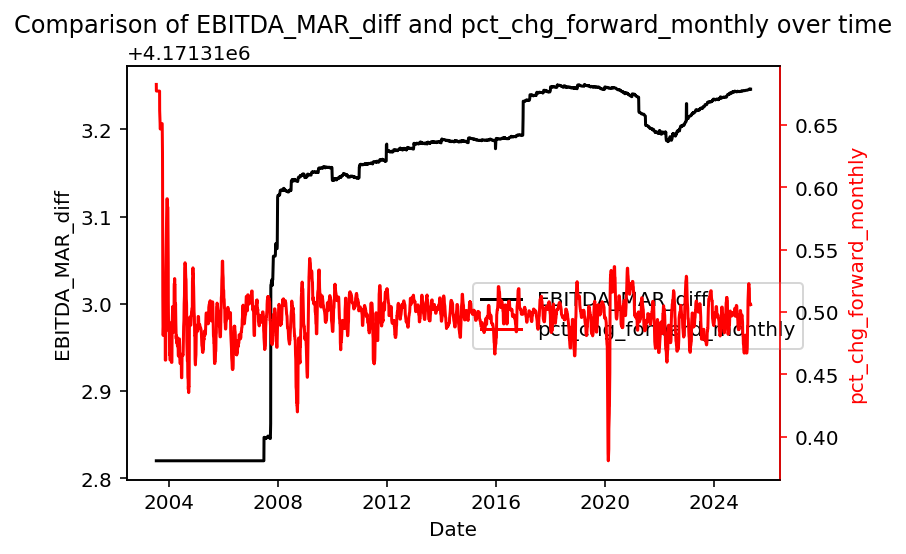 Comparison of EBITDA_MAR_diff and pct_chg_forward_monthly over time
+4.17131e6
3.2
3.1
3.0
2.9
2.8
EBITDA_MAR_diff
0.65
0.60
0.55
0.50
0.45
0.40
pct_chg_forward_monthly
EBITDA_MAR_diff
pct_chg_forward_monthly
2004
2008
2012
2016
2020
2024
Date